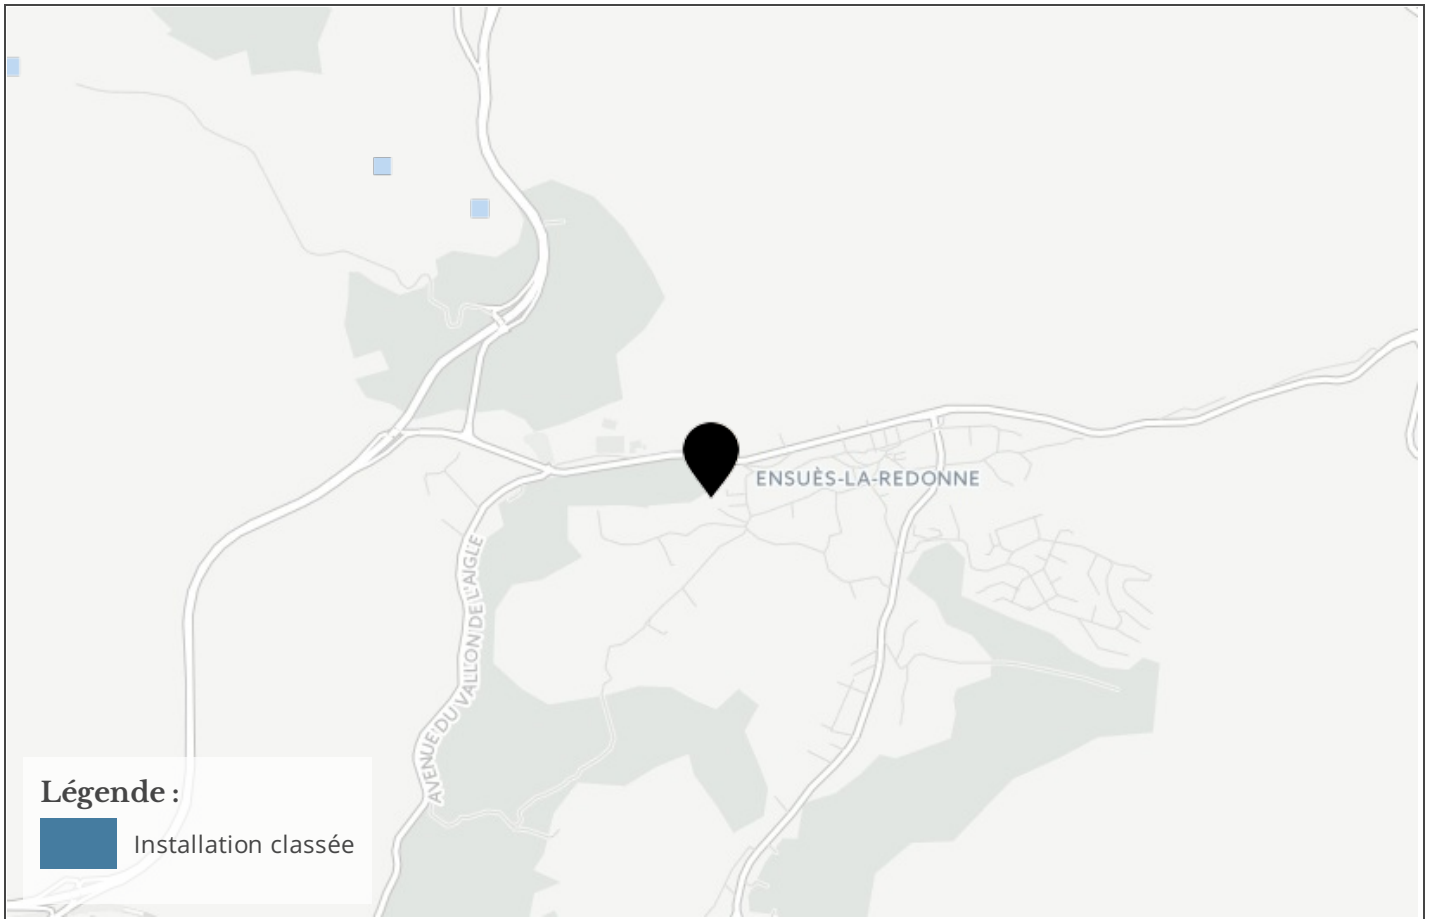 ENSUÈS-LA-REDONNE
AVENUE DU VALLON DE L'AIGLE
Légende :
Installation classée